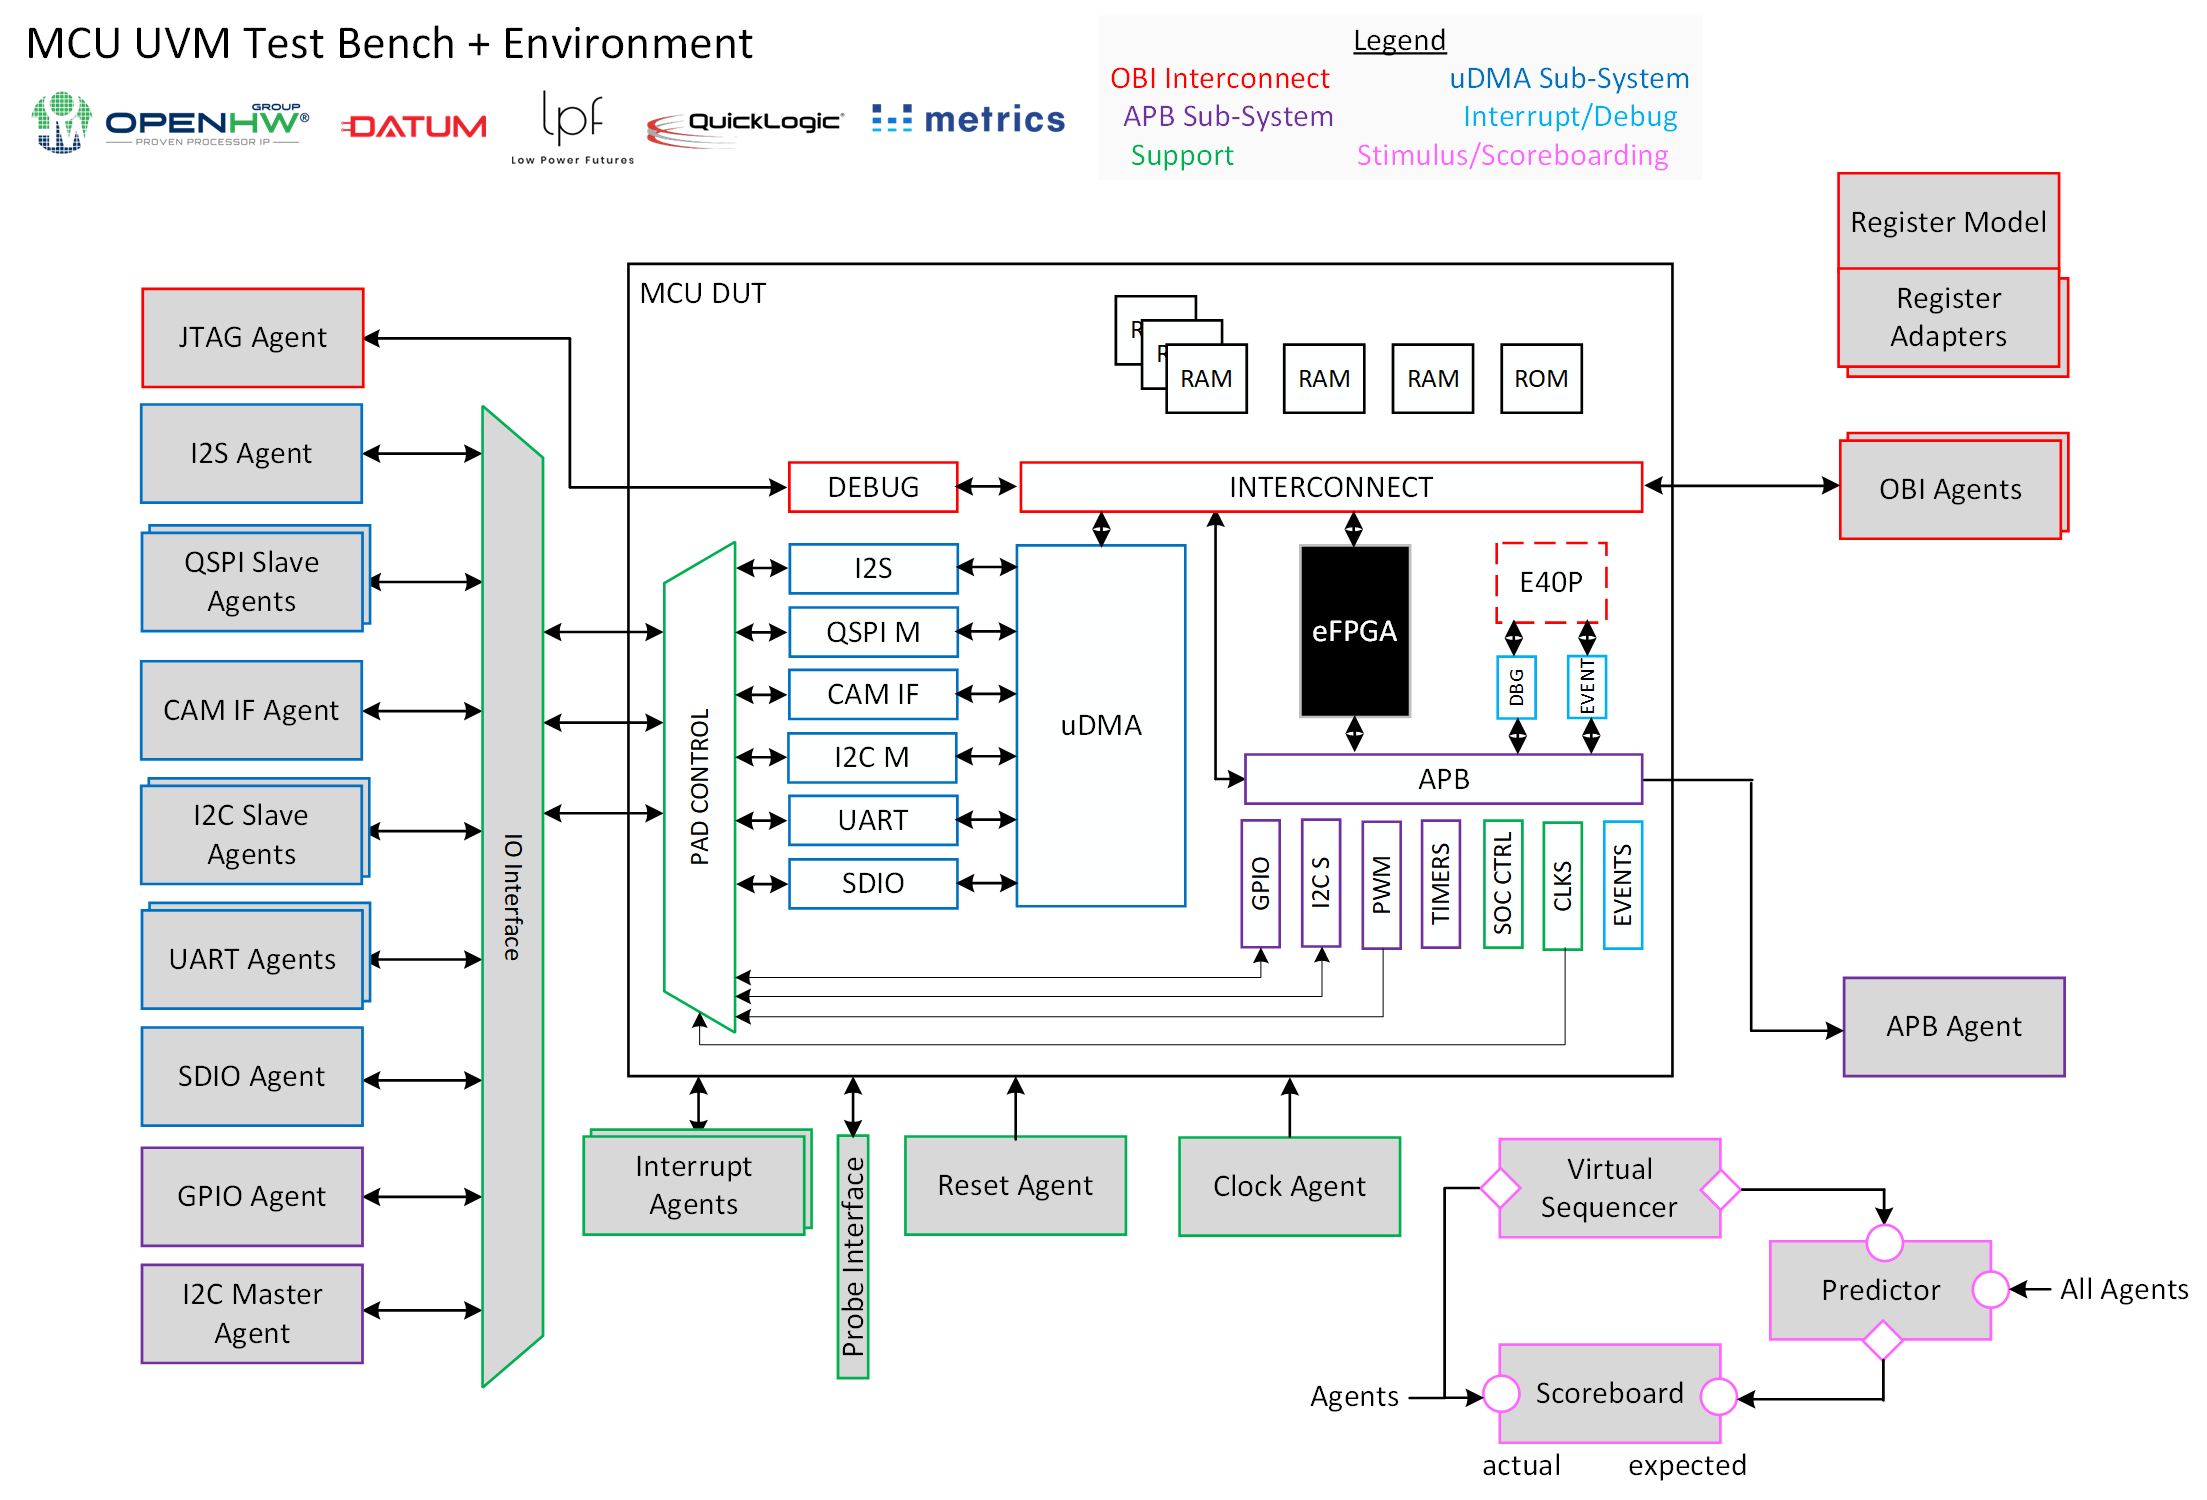 MCU UVM Test Bench + Environment
OPENHW®
GROUP
PROVEN PROCESSOR IP
DATUM
lpf
Low Power Futures
QuickLogic®
metrics
Legend
OBI Interconnect
uDMA Sub-System
APB Sub-System
Interrupt/Debug
Support
Stimulus/Scoreboarding
Register Model
Register
Adapters
MCU DUT
JTAG Agent
R
R
RAM
RAM
RAM
ROM
I2S Agent
DEBUG
INTERCONNECT
OBI Agents
QSPI Slave
Agents
I2S
E40P
QSPI M
eFPGA
CAM IF Agent
CAM IF
DBG
EVENT
uDMA
PAD CONTROL
I2C M
APB
I2C Slave
Agents
UART
IO Interface
SDIO
GPIO
I2C S
PWM
TIMERS
SOC CTRL
CLKS
EVENTS
UART Agents
SDIO Agent
APB Agent
GPIO Agent
Interrupt
Agents
Probe Interface
Reset Agent
Clock Agent
Virtual
Sequencer
I2C Master
Agent
Predictor
All Agents
Agents
Scoreboard
actual
expected